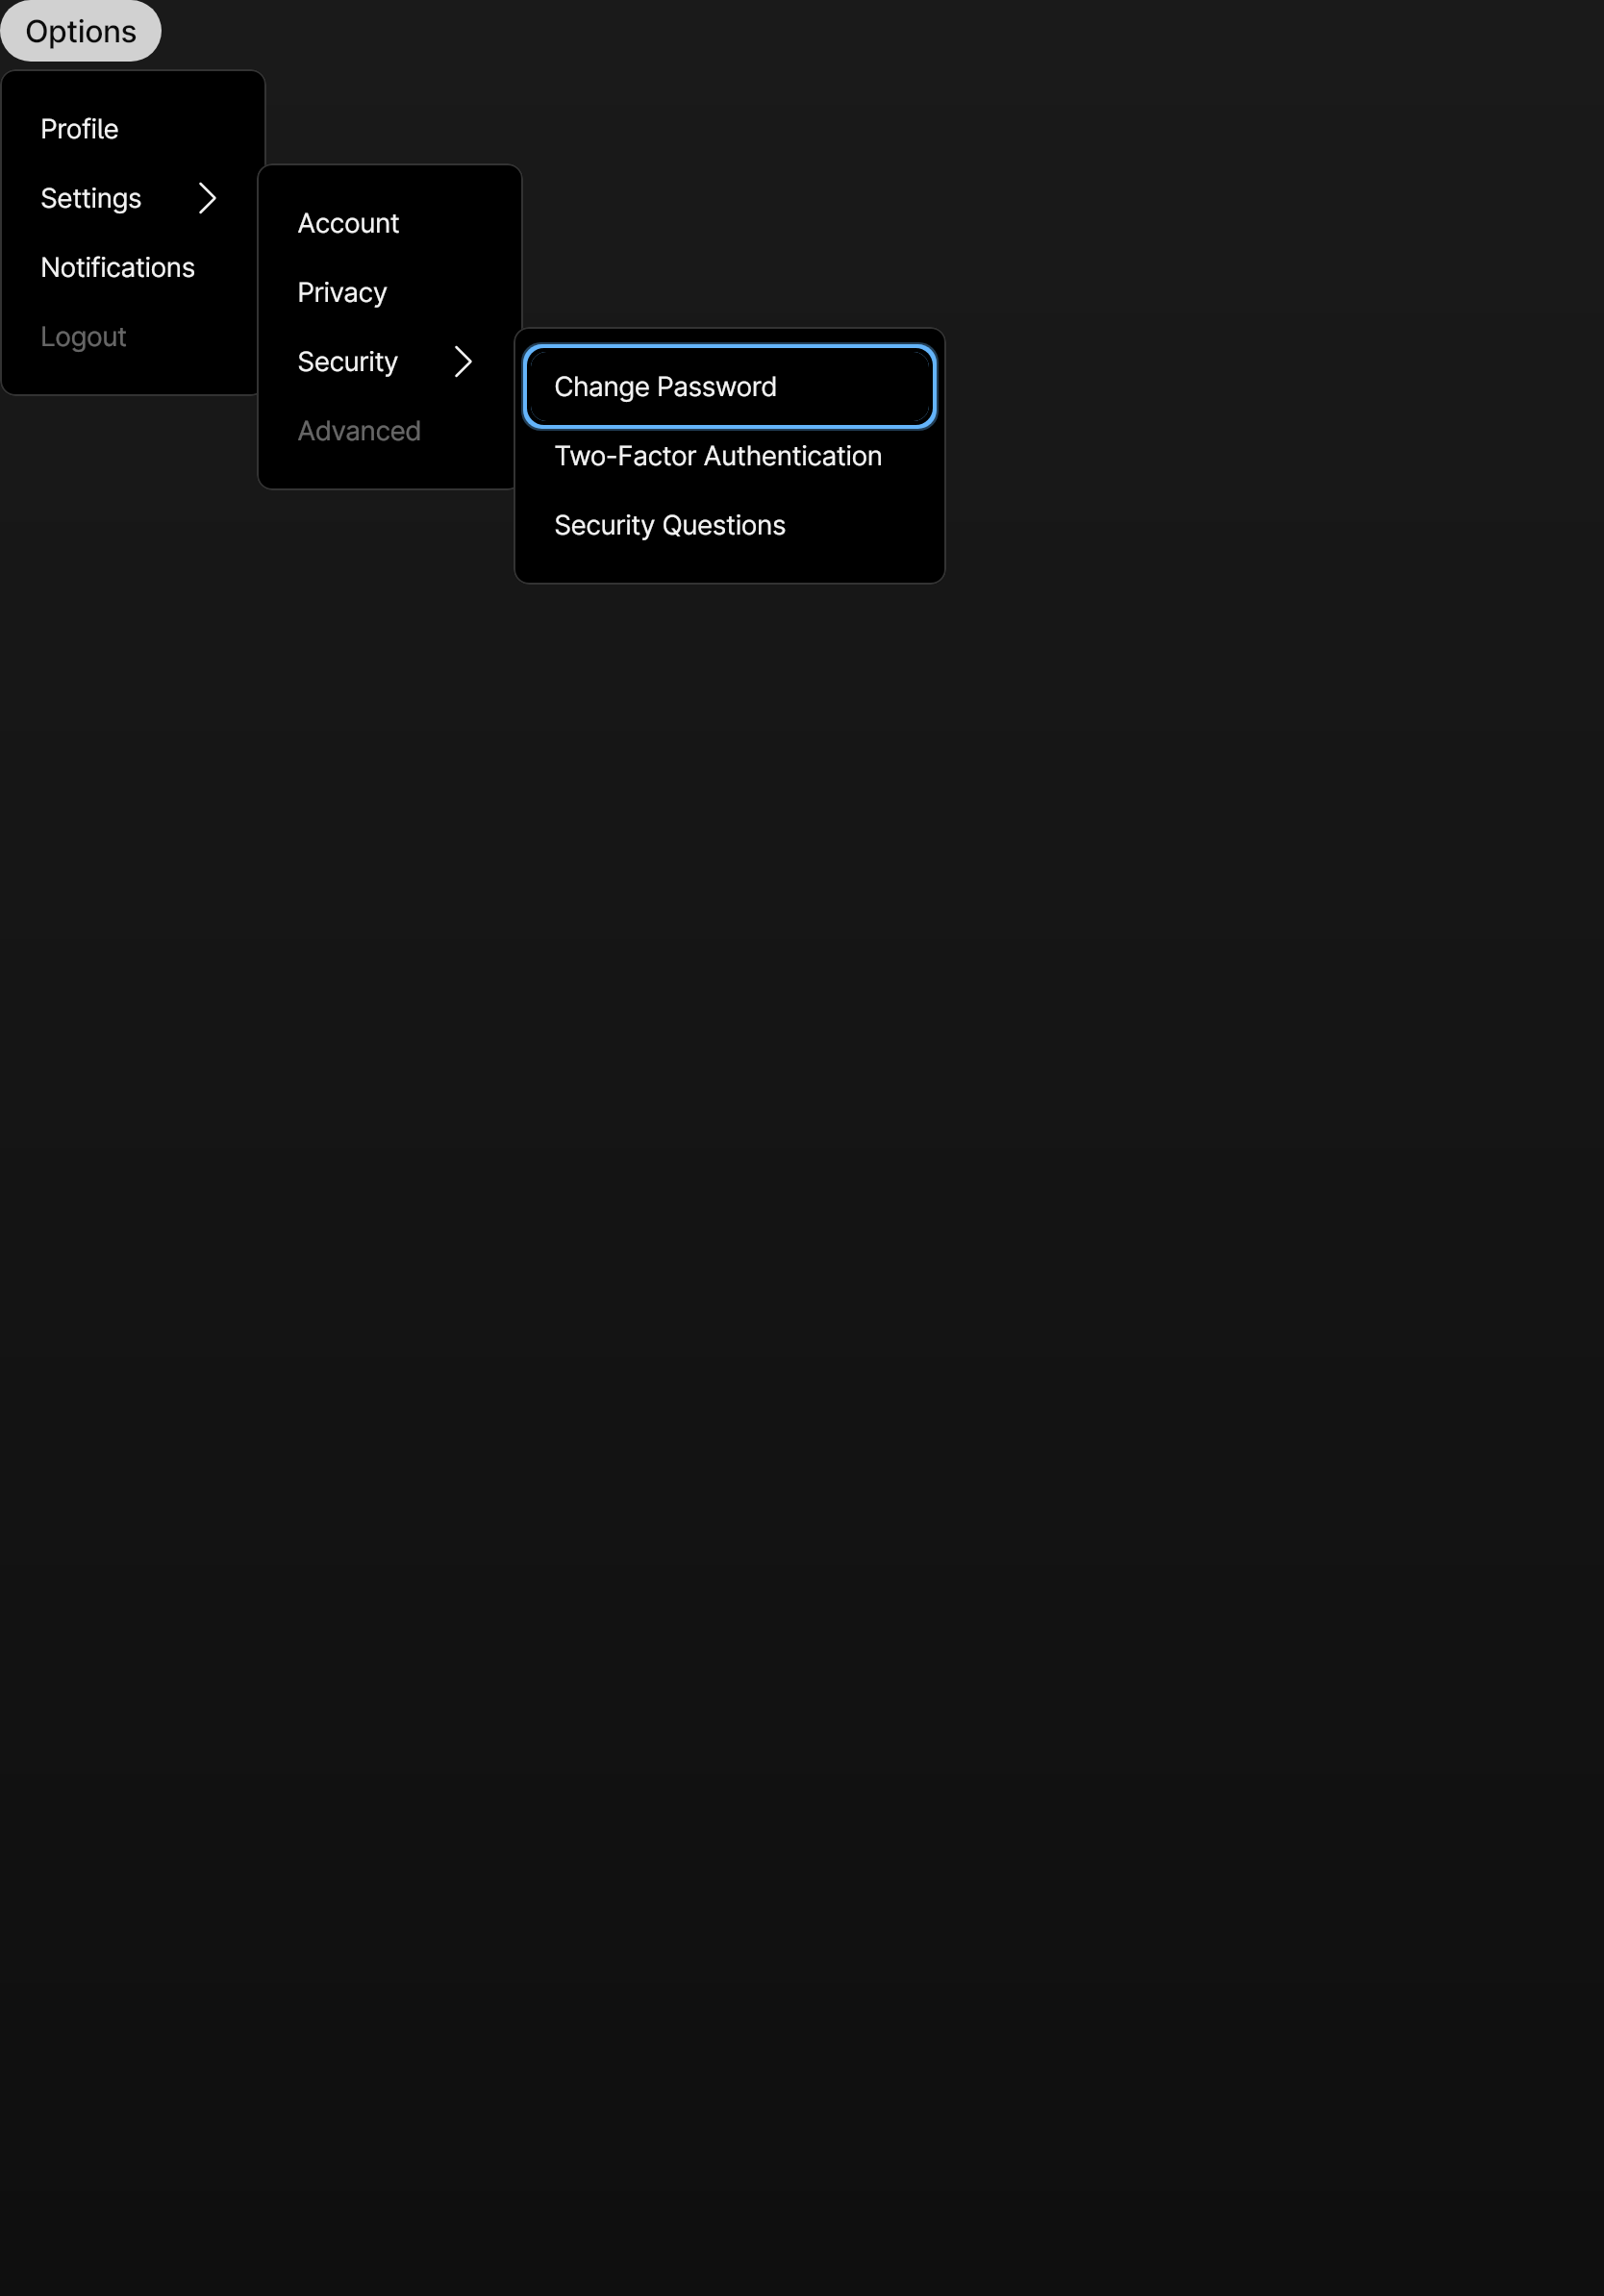 Options
Profile
Settings
Notifications
Logout
Account
Privacy
Security
Advanced
Change Password
Two-Factor Authentication
Security Questions